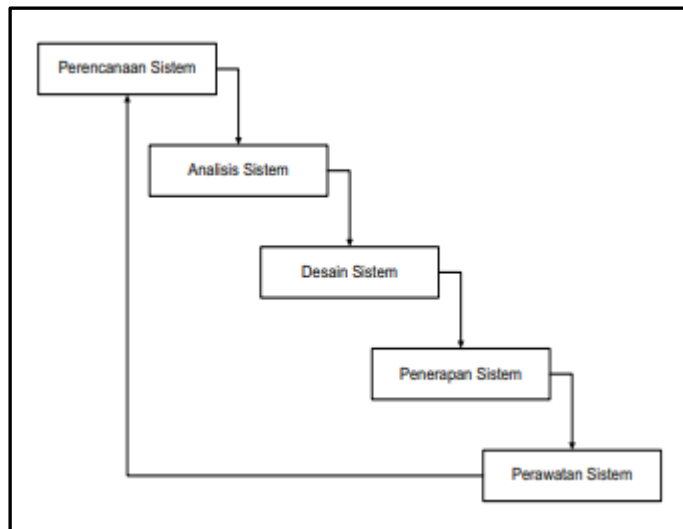 Perencanaan Sistem
Analisis Sistem
Desain Sistem
Penerapan Sistem
Perawatan Sistem